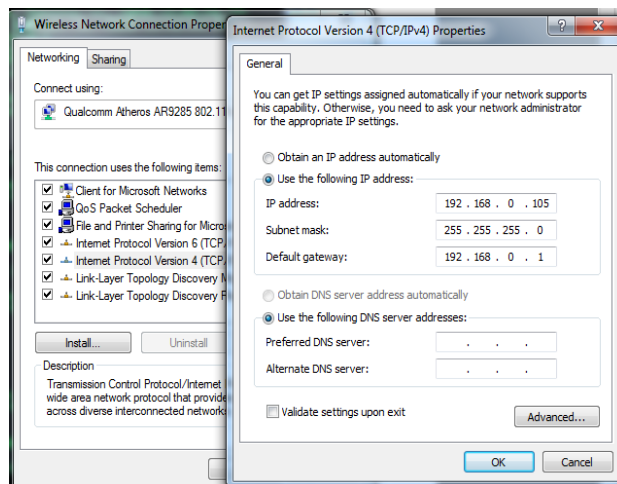 Wireless Network Connection Proper
Networking
Sharing
Connect using:
Qualcomm Atheros AR9285 802.11
This connection uses the following items:
Client for Microsoft Networks
QoS Packet Scheduler
File and Printer Sharing for Micros
Internet Protocol Version 6 (TCP/
Internet Protocol Version 4 (TCP/
Link-Layer Topology Discovery M
Link-Layer Topology Discovery R
Install...
Uninstall
Description
Transmission Control Protocol/Internet
wide area network protocol that provide
across diverse interconnected networks
Internet Protocol Version 4 (TCP/IPv4) Properties
General
You can get IP settings assigned automatically if your network supports
this capability. Otherwise, you need to ask your network administrator
for the appropriate IP settings.
Obtain an IP address automatically
Use the following IP address:
IP address:
192 . 168 . 0 . 105
Subnet mask:
255 . 255 . 255 . 0
Default gateway:
192 . 168 . 0 . 1
Obtain DNS server address automatically
Use the following DNS server addresses:
Preferred DNS server:
. . .
Alternate DNS server:
. . .
Validate settings upon exit
Advanced...
OK
Cancel